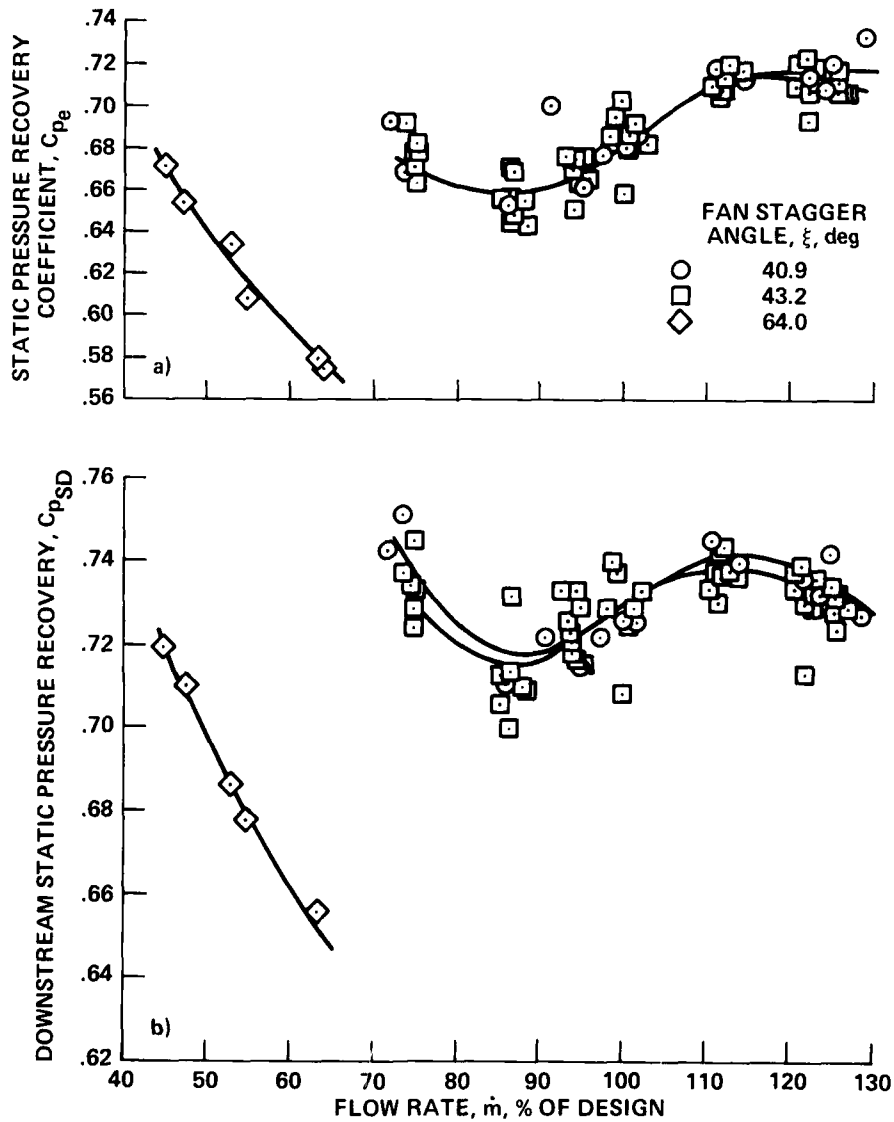 STATIC PRESSURE RECOVERY
COEFFICIENT, Cpe
.74
.72
.70
.68
.66
.64
.62
.60
.58
.56
a)
FAN STAGGER
ANGLE, ξ, deg
40.9
43.2
64.0
DOWNSTREAM STATIC PRESSURE RECOVERY, CpSD
.76
.74
.72
.70
.68
.66
.64
.62
b)
40 50 60 70 80 90 100 110 120 130
FLOW RATE, ṁ, % OF DESIGN